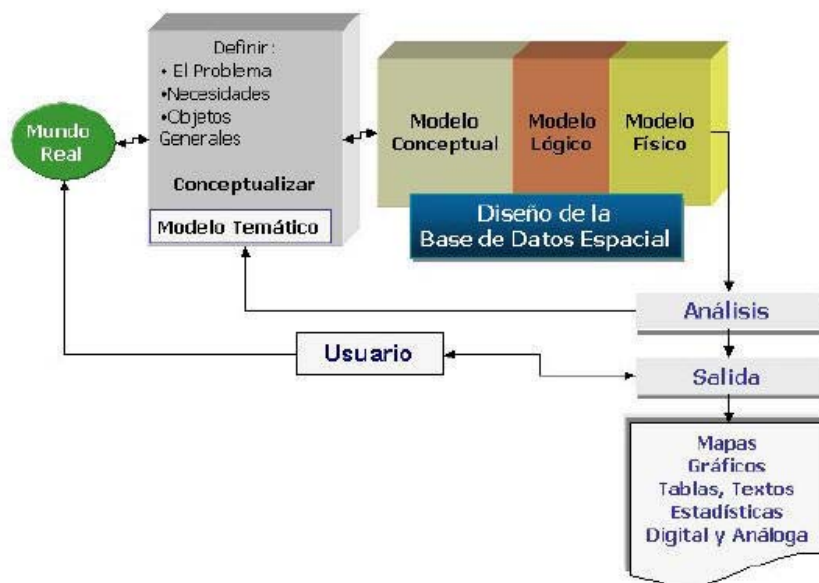 Definir:
• El Problema
•Necesidades
•Objetos
Generales
Conceptualizar
Modelo Temático
Mundo
Real
Modelo
Conceptual
Modelo
Lógico
Modelo
Físico
Diseño de la
Base de Datos Espacial
Análisis
Usuario
Salida
Mapas
Gráficos
Tablas, Textos
Estadísticas
Digital y Análoga